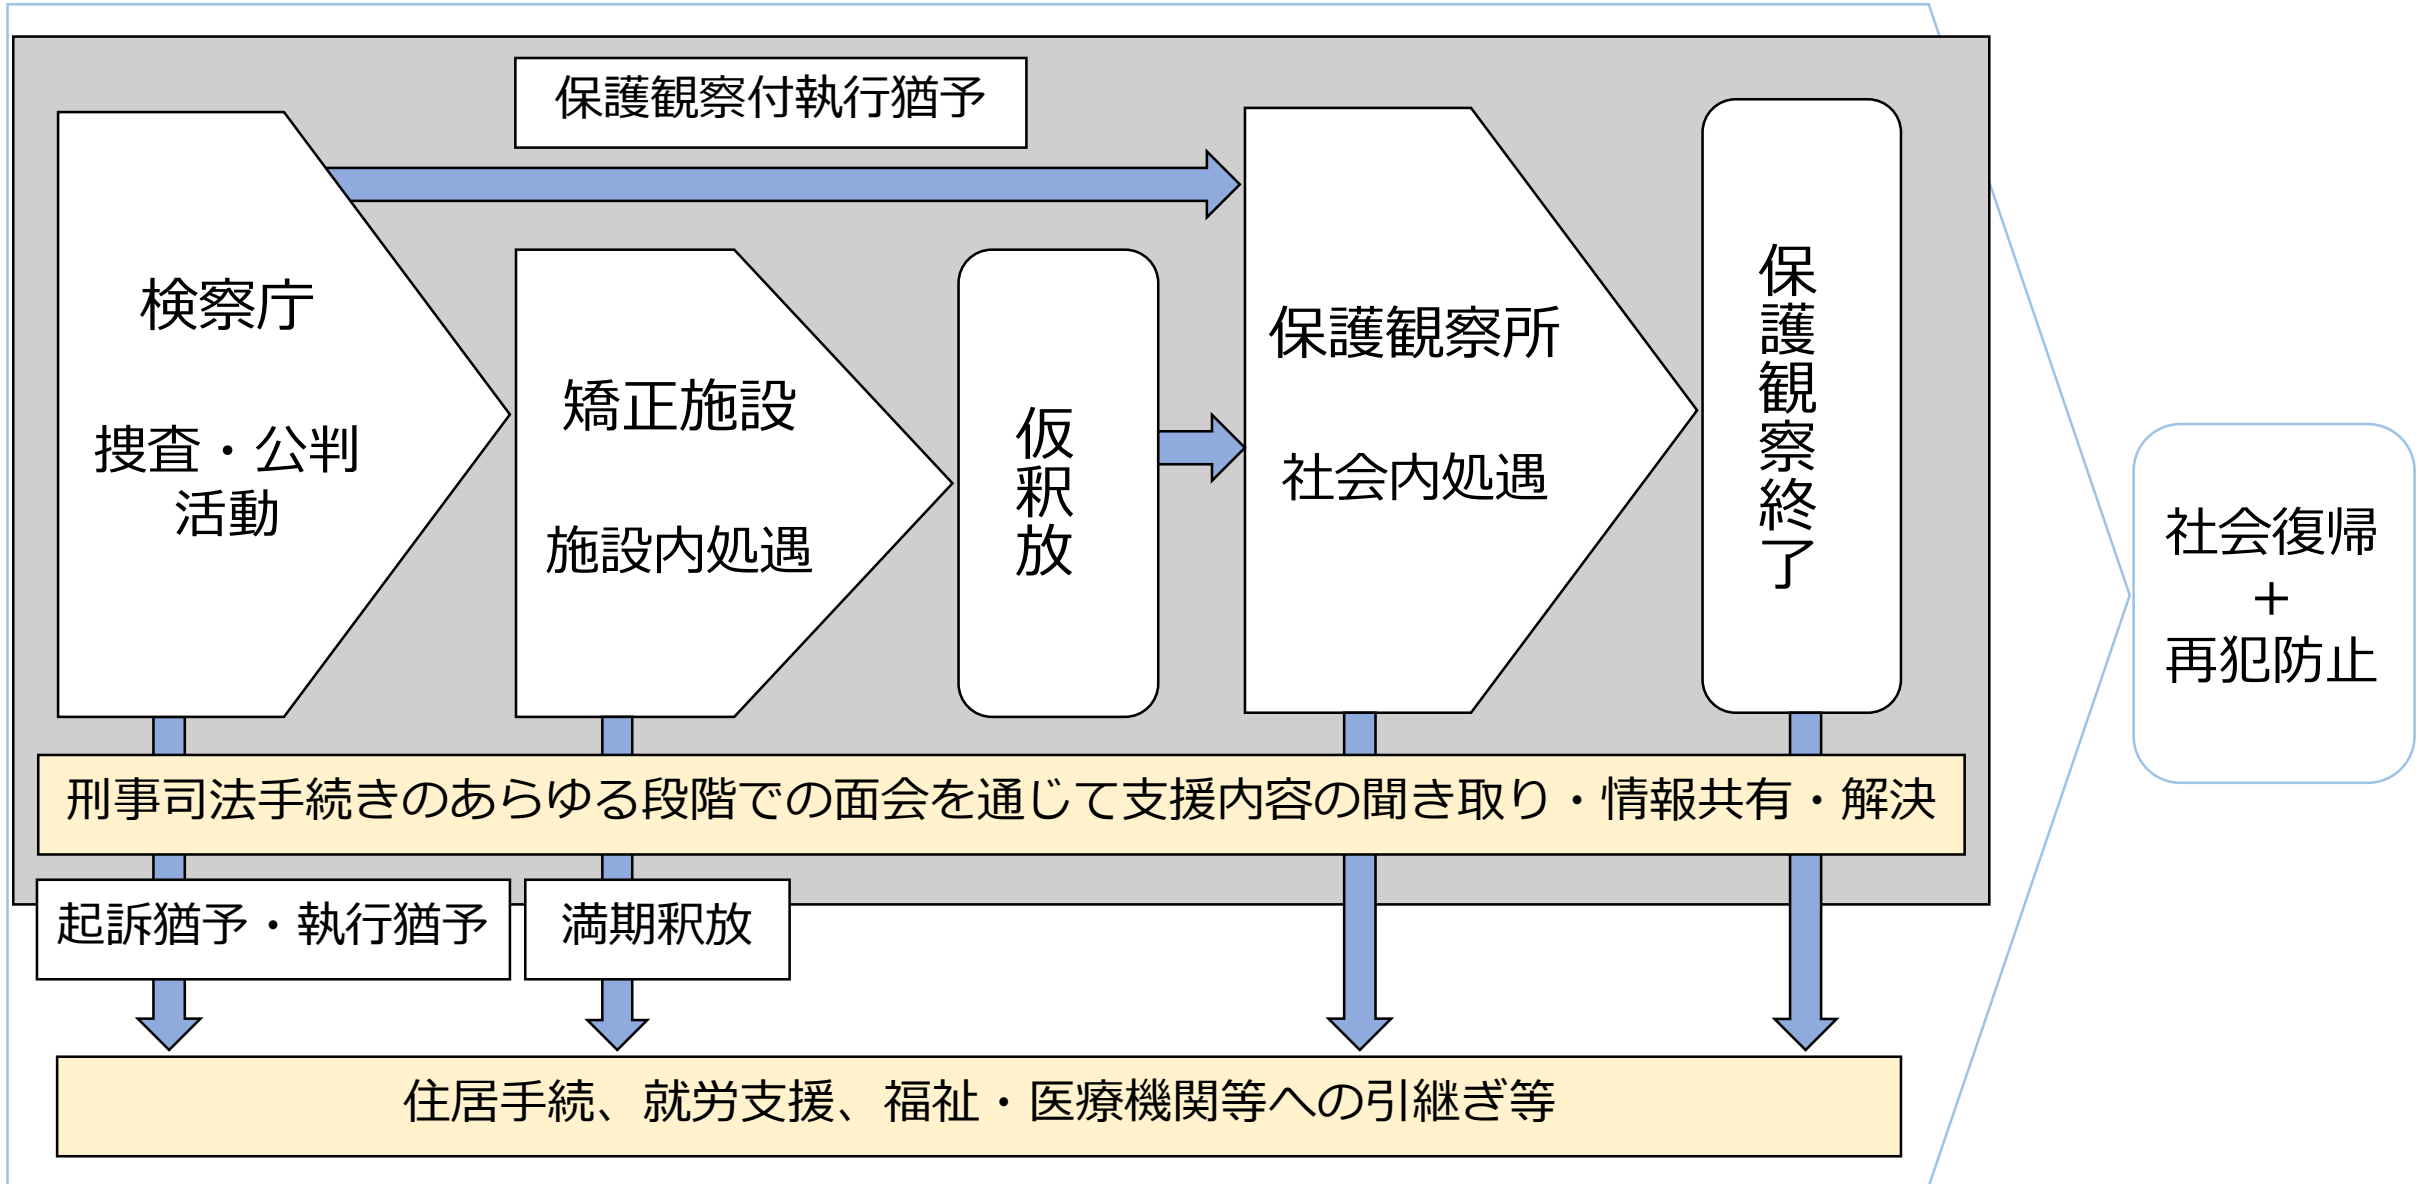 保護観察付執行猶予
検察庁
捜査・公判
活動
矯正施設
施設内処遇
仮釈放
保護観察所
社会内処遇
保護観察終了
社会復帰
+
再犯防止
刑事司法手続きのあらゆる段階での面会を通じて支援内容の聞き取り・情報共有・解決
起訴猶予・執行猶予
満期釈放
住居手続、就労支援、福祉・医療機関等への引継ぎ等